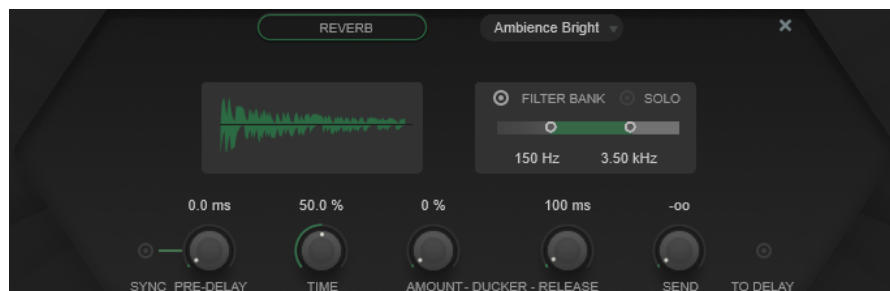 REVERB Ambience Bright ×
FILTER BANK SOLO
150 Hz 3.50 kHz
0.0 ms 50.0 % 0 % 100 ms -oo
SYNC PRE-DELAY TIME AMOUNT - DUCKER - RELEASE SEND TO DELAY